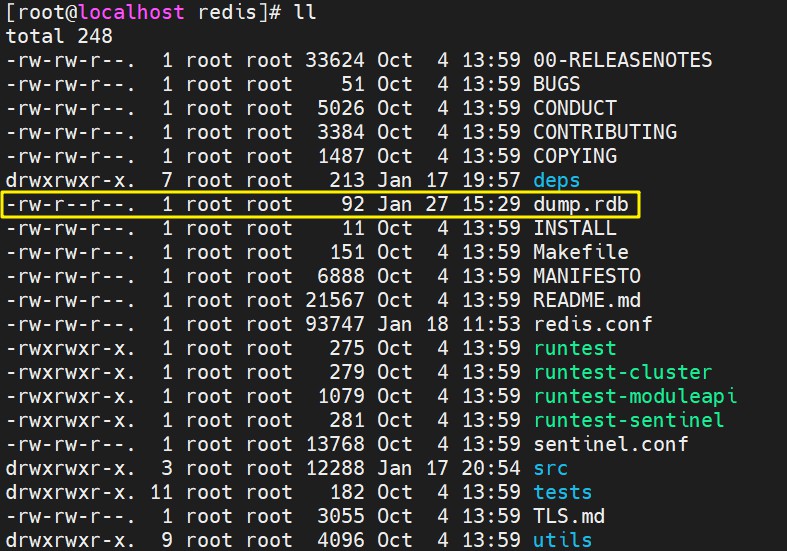 [root@localhost redis]# ll
total 248
-rw-rw-r--.  1 root root 33624 Oct  4 13:59 00-RELEASENOTES
-rw-rw-r--.  1 root root    51 Oct  4 13:59 BUGS
-rw-rw-r--.  1 root root  5026 Oct  4 13:59 CONDUCT
-rw-rw-r--.  1 root root  3384 Oct  4 13:59 CONTRIBUTING
-rw-rw-r--.  1 root root  1487 Oct  4 13:59 COPYING
drwxrwxr-x.  7 root root   213 Jan 17 19:57 deps
-rw-r--r--.  1 root root    92 Jan 27 15:29 dump.rdb
-rw-rw-r--.  1 root root    11 Oct  4 13:59 INSTALL
-rw-rw-r--.  1 root root   151 Oct  4 13:59 Makefile
-rw-rw-r--.  1 root root  6888 Oct  4 13:59 MANIFESTO
-rw-rw-r--.  1 root root 21567 Oct  4 13:59 README.md
-rw-rw-r--.  1 root root 93747 Jan 18 11:53 redis.conf
-rwxrwxr-x.  1 root root   275 Oct  4 13:59 runtest
-rwxrwxr-x.  1 root root   279 Oct  4 13:59 runtest-cluster
-rwxrwxr-x.  1 root root  1079 Oct  4 13:59 runtest-moduleapi
-rwxrwxr-x.  1 root root   281 Oct  4 13:59 runtest-sentinel
-rw-rw-r--.  1 root root 13768 Oct  4 13:59 sentinel.conf
drwxrwxr-x.  3 root root 12288 Jan 17 20:54 src
drwxrwxr-x. 11 root root   182 Oct  4 13:59 tests
-rw-rw-r--.  1 root root  3055 Oct  4 13:59 TLS.md
drwxrwxr-x.  9 root root  4096 Oct  4 13:59 utils